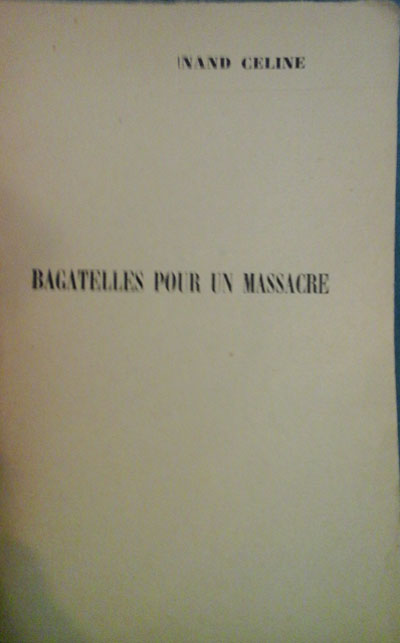 NAND CELINE
BAGATELLES POUR UN MASSACRE